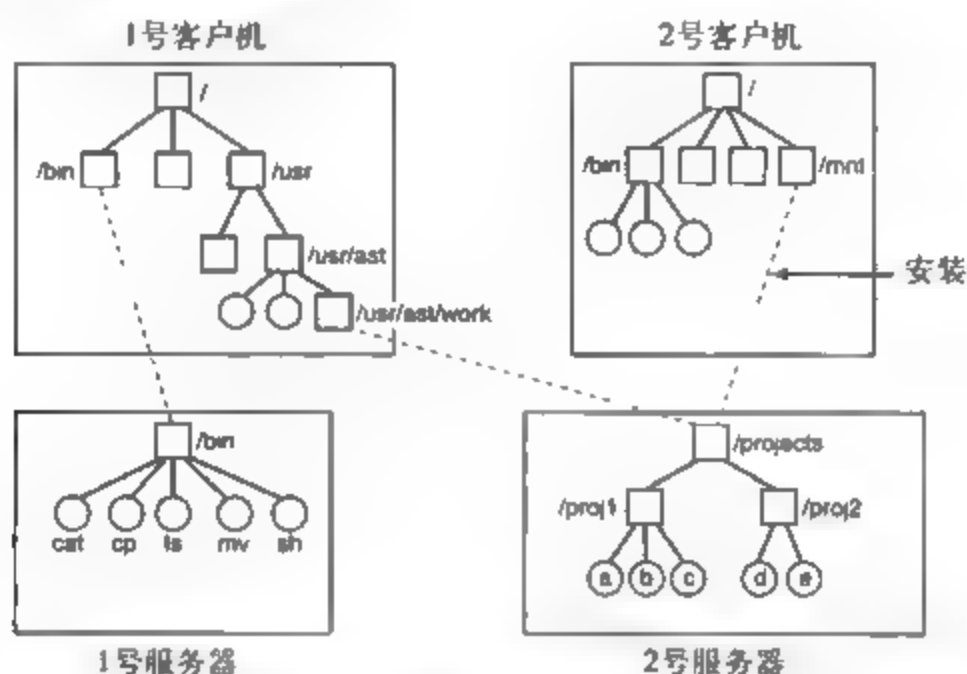 1号客户机
2号客户机
/
/bin
/usr
/usr/ast
/usr/ast/work
/
/bin
/mnt
安装
/bin
cat
cp
ls
mv
sh
/projects
/proj1
/proj2
a
b
c
d
e
1号服务器
2号服务器